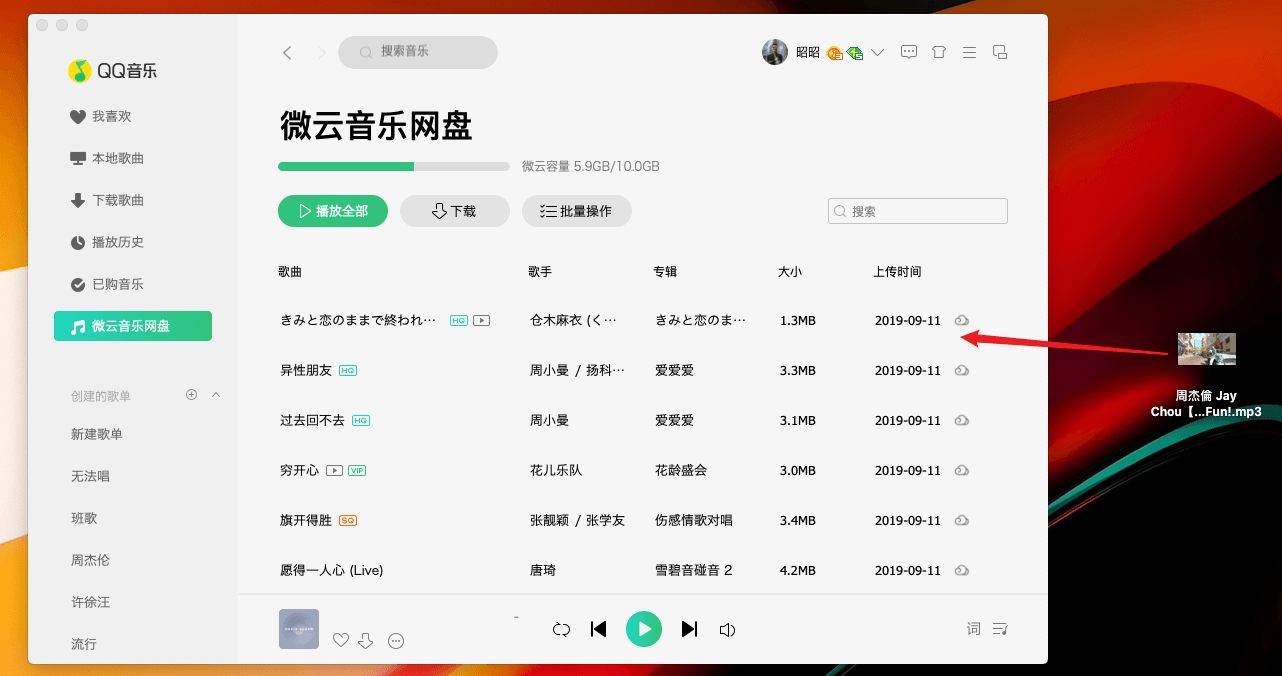 QQ音乐
搜索音乐
昭昭
我喜欢
本地歌曲
下载歌曲
播放历史
已购音乐
微云音乐网盘
创建的歌单
新建歌单
无法唱
班歌
周杰伦
许徐汪
流行
微云音乐网盘
微云容量 5.9GB/10.0GB
播放全部
下载
批量操作
搜索
歌曲 歌手 专辑 大小 上传时间
きみと恋のままで終われ… HQ 仓木麻衣 (く… きみと恋のま… 1.3MB 2019-09-11
异性朋友 HQ 周小曼 / 扬科… 爱爱爱 3.3MB 2019-09-11
过去回不去 HQ 周小曼 爱爱爱 3.1MB 2019-09-11
穷开心 VIP 花儿乐队 花龄盛会 3.0MB 2019-09-11
旗开得胜 SQ 张靓颖 / 张学友 伤感情歌对唱 3.4MB 2019-09-11
愿得一人心 (Live) 唐琦 雪碧音碰音 2 4.2MB 2019-09-11
-
词
周杰倫 Jay
Chou【...Fun!.mp3